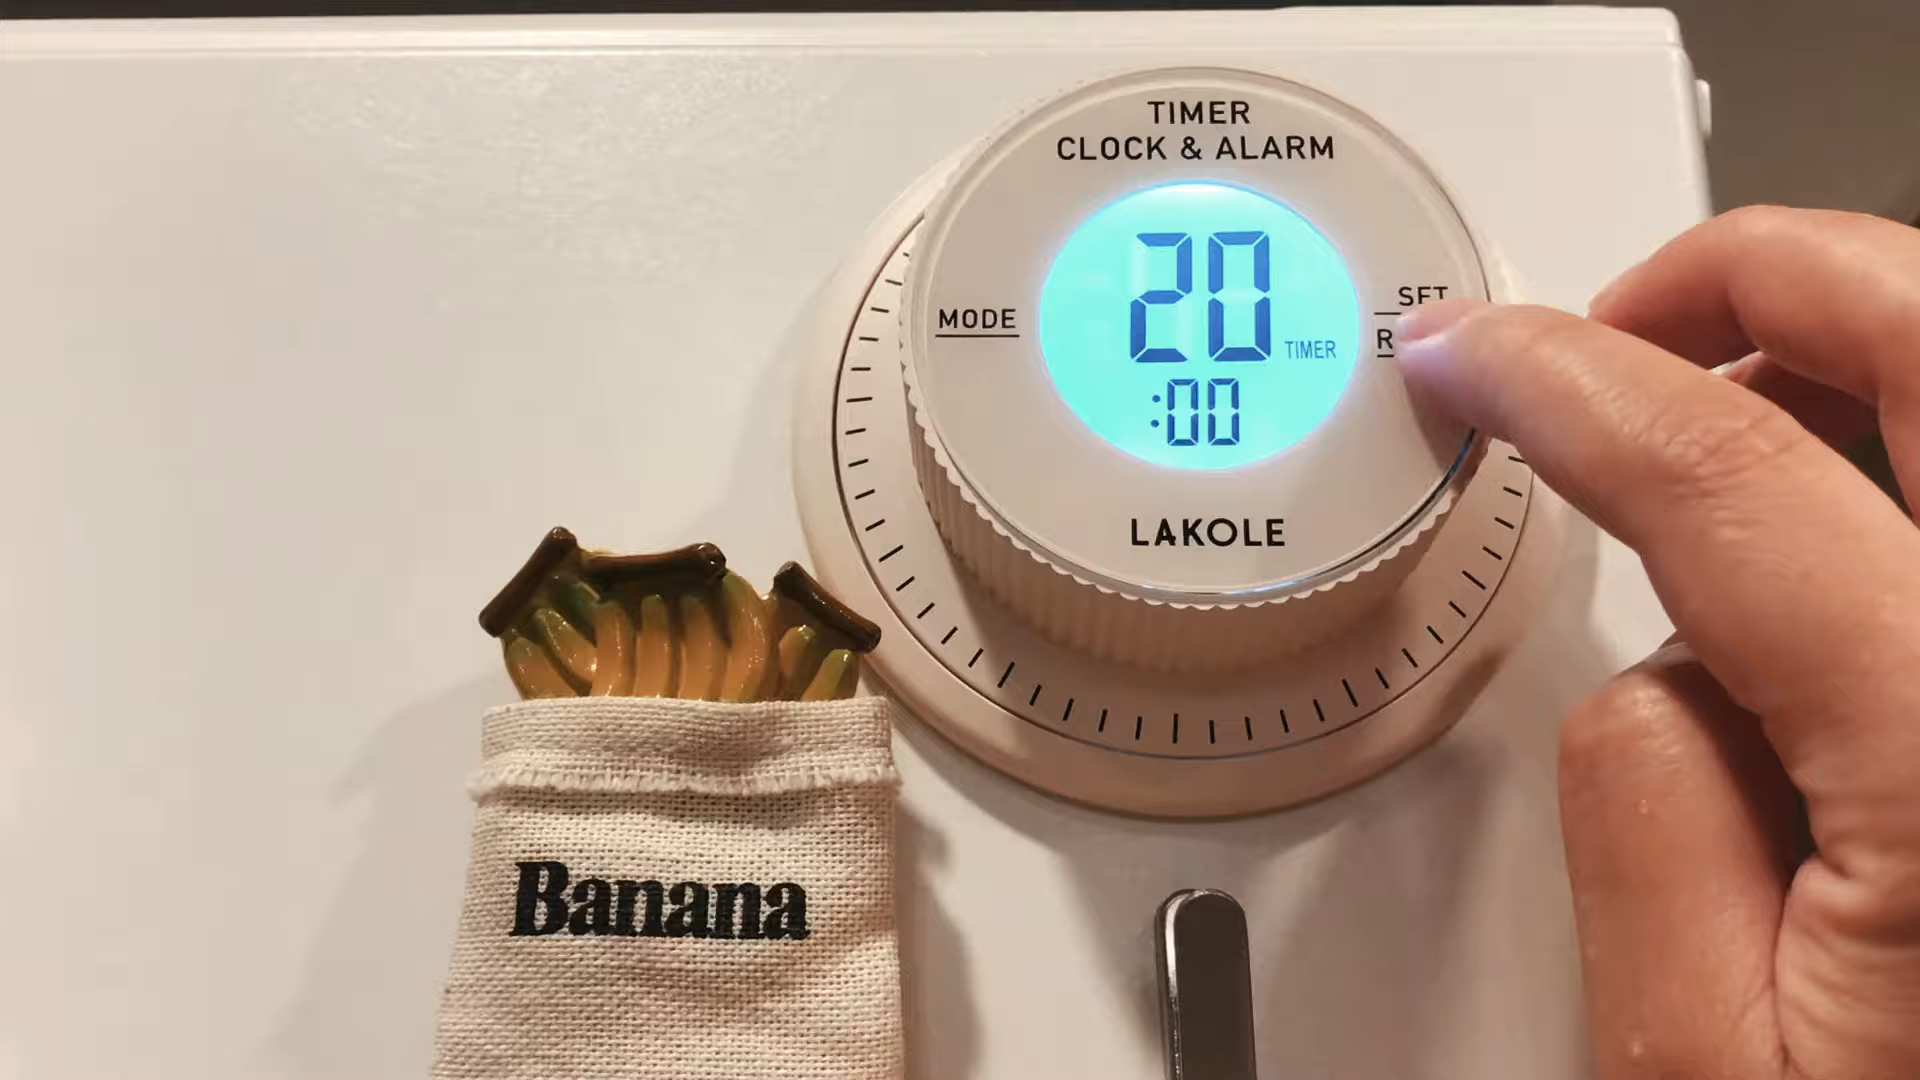 TIMER
CLOCK & ALARM
MODE
20
TIMER
:00
SET
LAKOLE
Banana